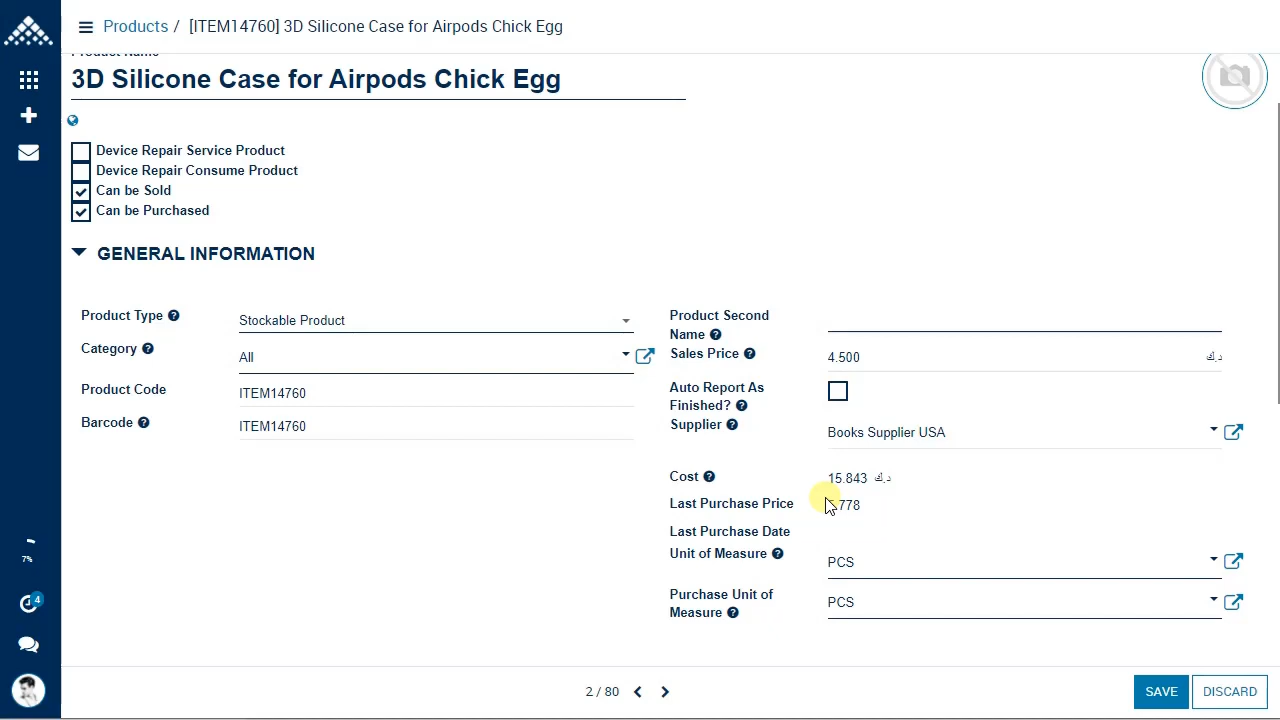 Products / [ITEM14760] 3D Silicone Case for Airpods Chick Egg
Product Name
3D Silicone Case for Airpods Chick Egg
Device Repair Service Product
Device Repair Consume Product
Can be Sold
Can be Purchased
GENERAL INFORMATION
Product Type
Stockable Product
Category
All
Product Code
ITEM14760
Barcode
ITEM14760
Product Second
Name
Sales Price
4.500 د.ك
Auto Report As
Finished?
Supplier
Books Supplier USA
Cost
15.843 د.ك
Last Purchase Price
Last Purchase Date
Unit of Measure
PCS
Purchase Unit of
Measure
PCS
7%
4
2 / 80
SAVE
DISCARD